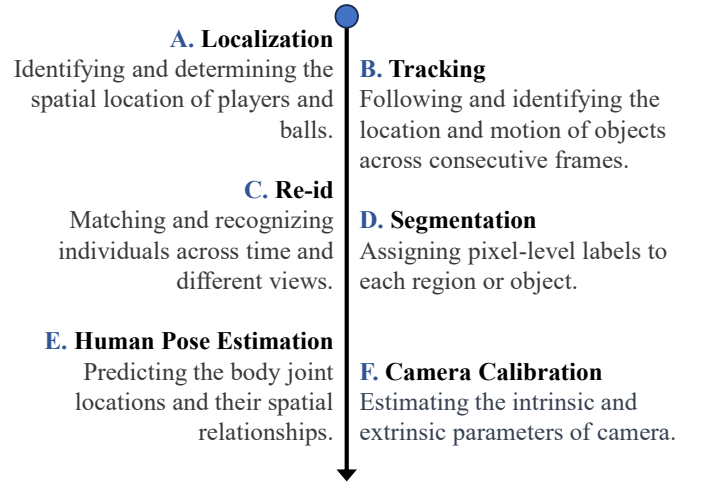 A. Localization
Identifying and determining the
spatial location of players and
balls.
B. Tracking
Following and identifying the
location and motion of objects
across consecutive frames.
C. Re-id
Matching and recognizing
individuals across time and
different views.
D. Segmentation
Assigning pixel-level labels to
each region or object.
E. Human Pose Estimation
Predicting the body joint
locations and their spatial
relationships.
F. Camera Calibration
Estimating the intrinsic and
extrinsic parameters of camera.